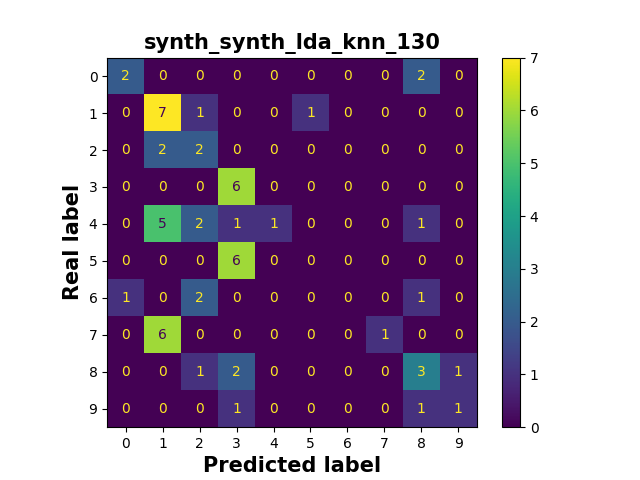 synth_synth_lda_knn_130
0 2 0 0 0 0 0 0 0 2 0
1 0 7 1 0 0 1 0 0 0 0
2 0 2 2 0 0 0 0 0 0 0
3 0 0 0 6 0 0 0 0 0 0
4 0 5 2 1 1 0 0 0 1 0
5 0 0 0 6 0 0 0 0 0 0
6 1 0 2 0 0 0 0 0 1 0
7 0 6 0 0 0 0 0 1 0 0
8 0 0 1 2 0 0 0 0 3 1
9 0 0 0 1 0 0 0 0 1 1
0 1 2 3 4 5 6 7 8 9
Predicted label
Real label
7
6
5
4
3
2
1
0